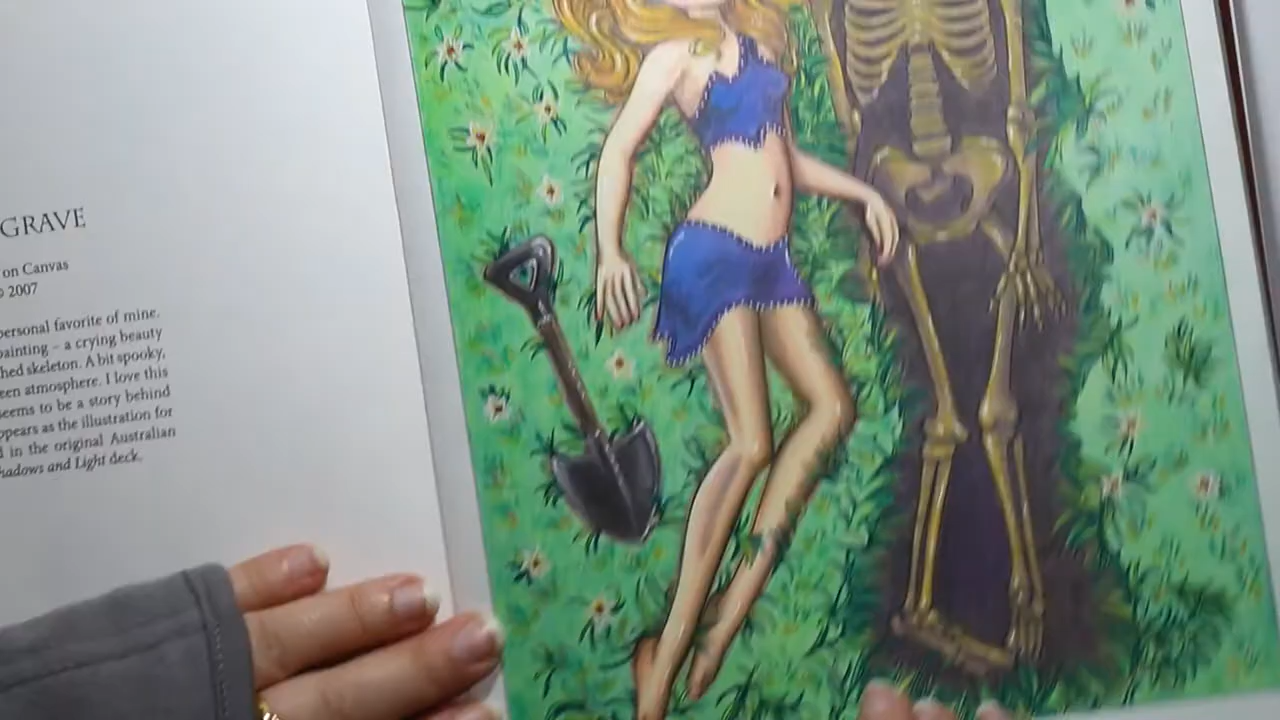 GRAVE
on Canvas
© 2007
personal favorite of mine.
painting – a crying beauty
hed skeleton. A bit spooky,
een atmosphere. I love this
seems to be a story behind
ppears as the illustration for
d in the original Australian
hadows and Light deck.